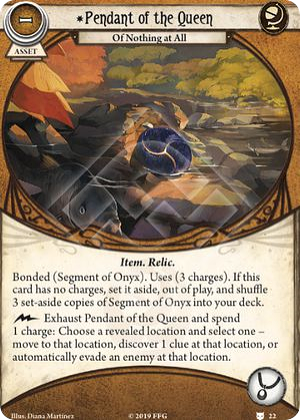 –
*Pendant of the Queen
ASSET
Of Nothing at All
Item. Relic.
Bonded (Segment of Onyx). Uses (3 charges). If this
card has no charges, set it aside, out of play, and shuffle
3 set-aside copies of Segment of Onyx into your deck.
Exhaust Pendant of the Queen and spend
1 charge: Choose a revealed location and select one –
move to that location, discover 1 clue at that location, or
automatically evade an enemy at that location.
Illus. Diana Martinez
© 2019 FFG
22